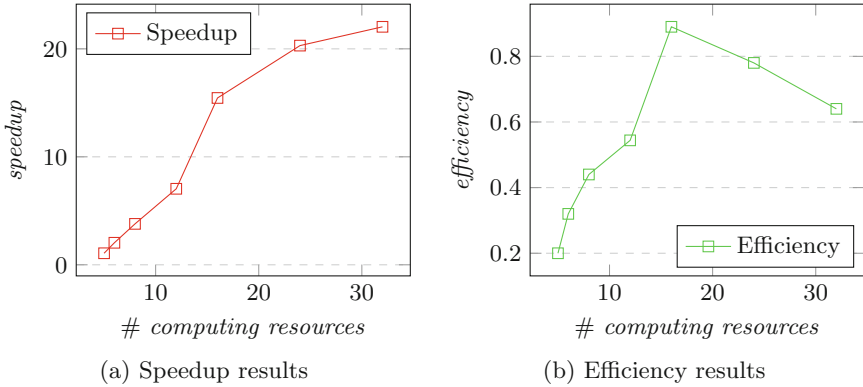 Speedup
20
10
0
speedup
10
20
30
# computing resources
(a) Speedup results
0.8
0.6
0.4
0.2
efficiency
Efficiency
10
20
30
# computing resources
(b) Efficiency results